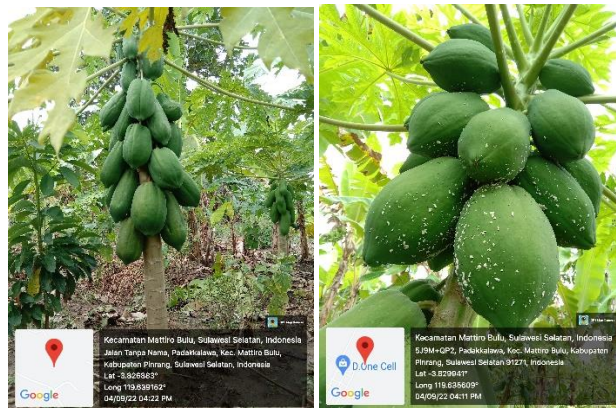 Kecamatan Mattiro Bulu, Sulawesi Selatan, Indonesia
Jalan Tanpa Nama, Padakkalawa, Kec. Mattiro Bulu,
Kabupaten Pinrang, Sulawesi Selatan, Indonesia
Lat -3.826863°
Long 119.639162°
04/09/22 04:22 PM
Google
Kecamatan Mattiro Bulu, Sulawesi Selatan, Indonesia
5J9M+QP2, Padakkalawa, Kec. Mattiro Bulu, Kabupaten
Pinrang, Sulawesi Selatan 91271, Indonesia
Lat -3.829941°
Long 119.635609°
04/09/22 04:11 PM
D.One Cell
Google